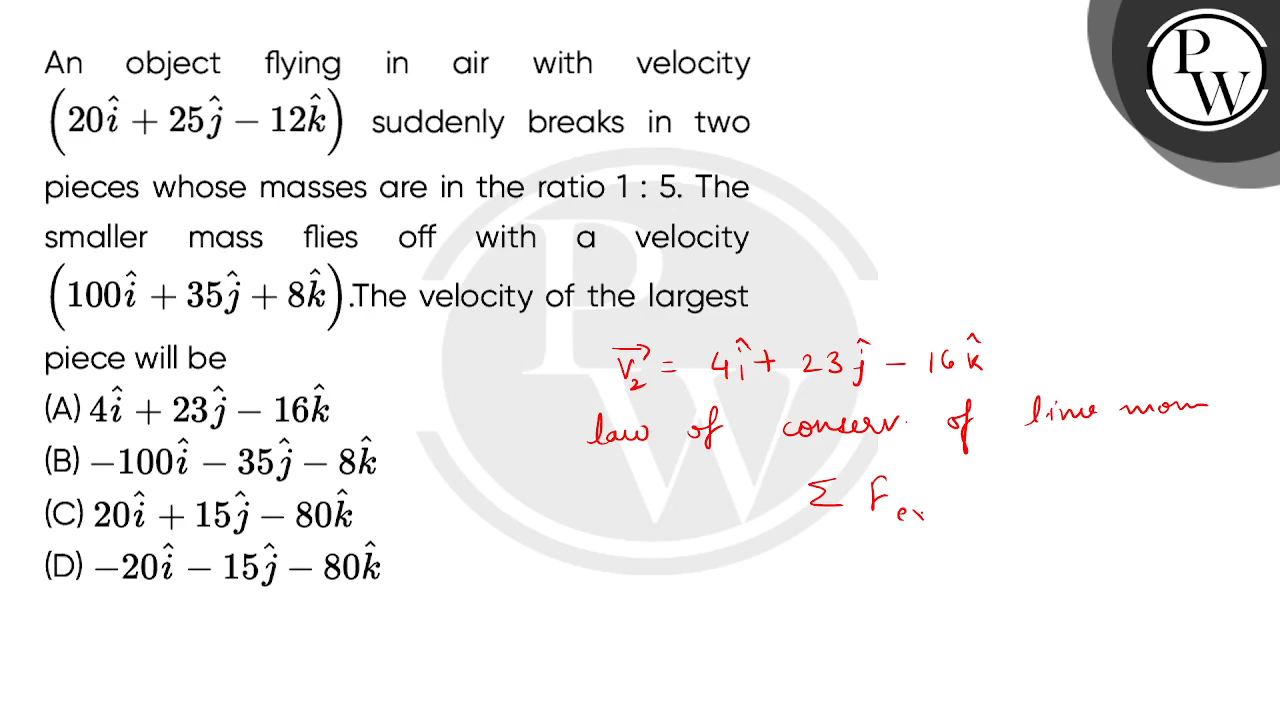 An object flying in air with velocity
(20î + 25ĵ − 12k̂) suddenly breaks in two
pieces whose masses are in the ratio 1 : 5. The
smaller mass flies off with a velocity
(100î + 35ĵ + 8k̂).The velocity of the largest
piece will be
(A) 4î + 23ĵ − 16k̂
(B) −100î − 35ĵ − 8k̂
(C) 20î + 15ĵ − 80k̂
(D) −20î − 15ĵ − 80k̂
V⃗₂ = 4î + 23ĵ − 16k̂
law of conserv. of line mom
Σ F ex
PW
PW